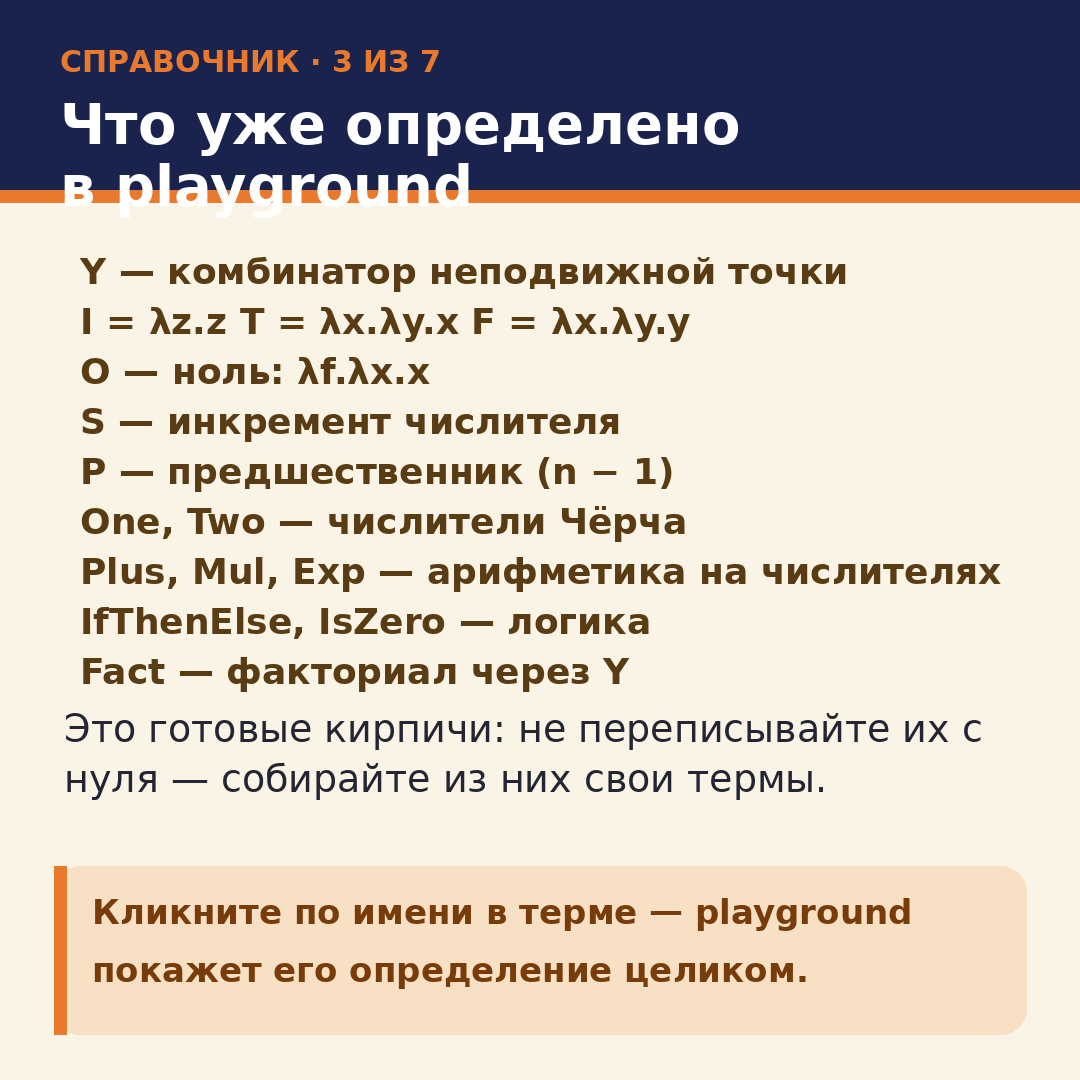 СПРАВОЧНИК · 3 ИЗ 7
Что уже определено
в playground
Y — комбинатор неподвижной точки
I = λz.z T = λx.λy.x F = λx.λy.y
O — ноль: λf.λx.x
S — инкремент числителя
P — предшественник (n − 1)
One, Two — числители Чёрча
Plus, Mul, Exp — арифметика на числителях
IfThenElse, IsZero — логика
Fact — факториал через Y
Это готовые кирпичи: не переписывайте их с
нуля — собирайте из них свои термы.
Кликните по имени в терме — playground
покажет его определение целиком.